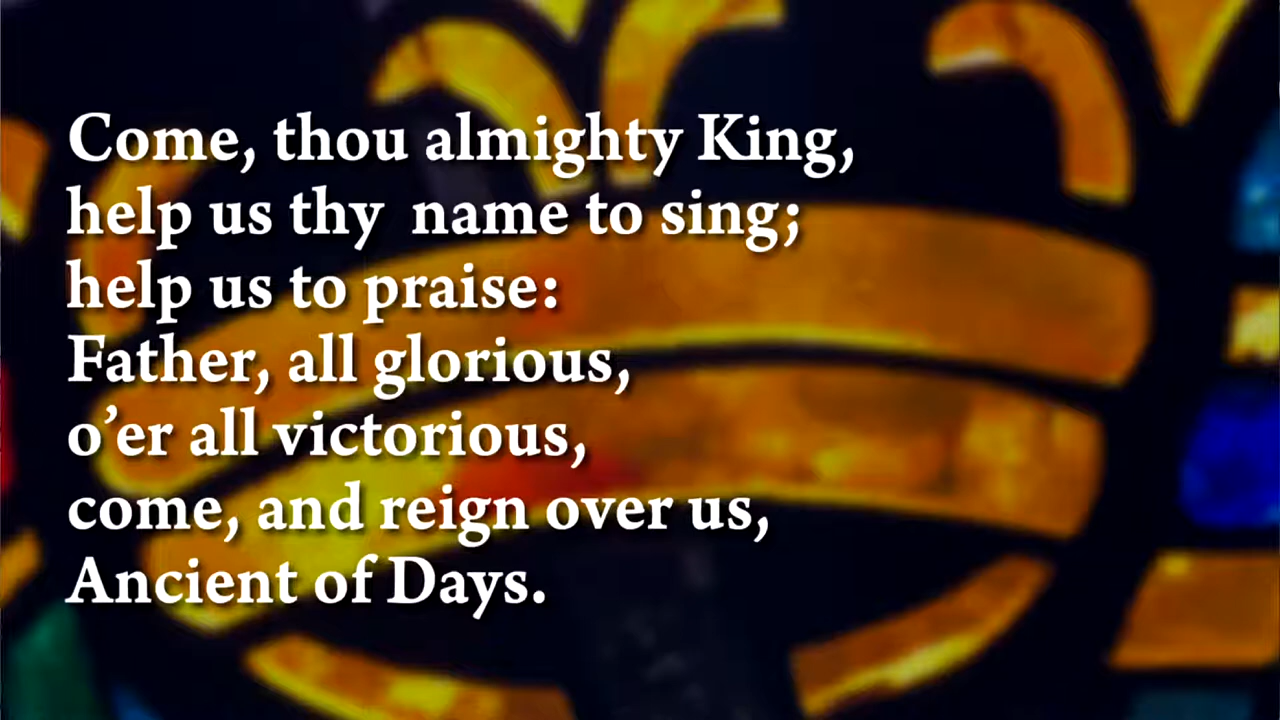 Come, thou almighty King,
help us thy name to sing;
help us to praise:
Father, all glorious,
o’er all victorious,
come, and reign over us,
Ancient of Days.